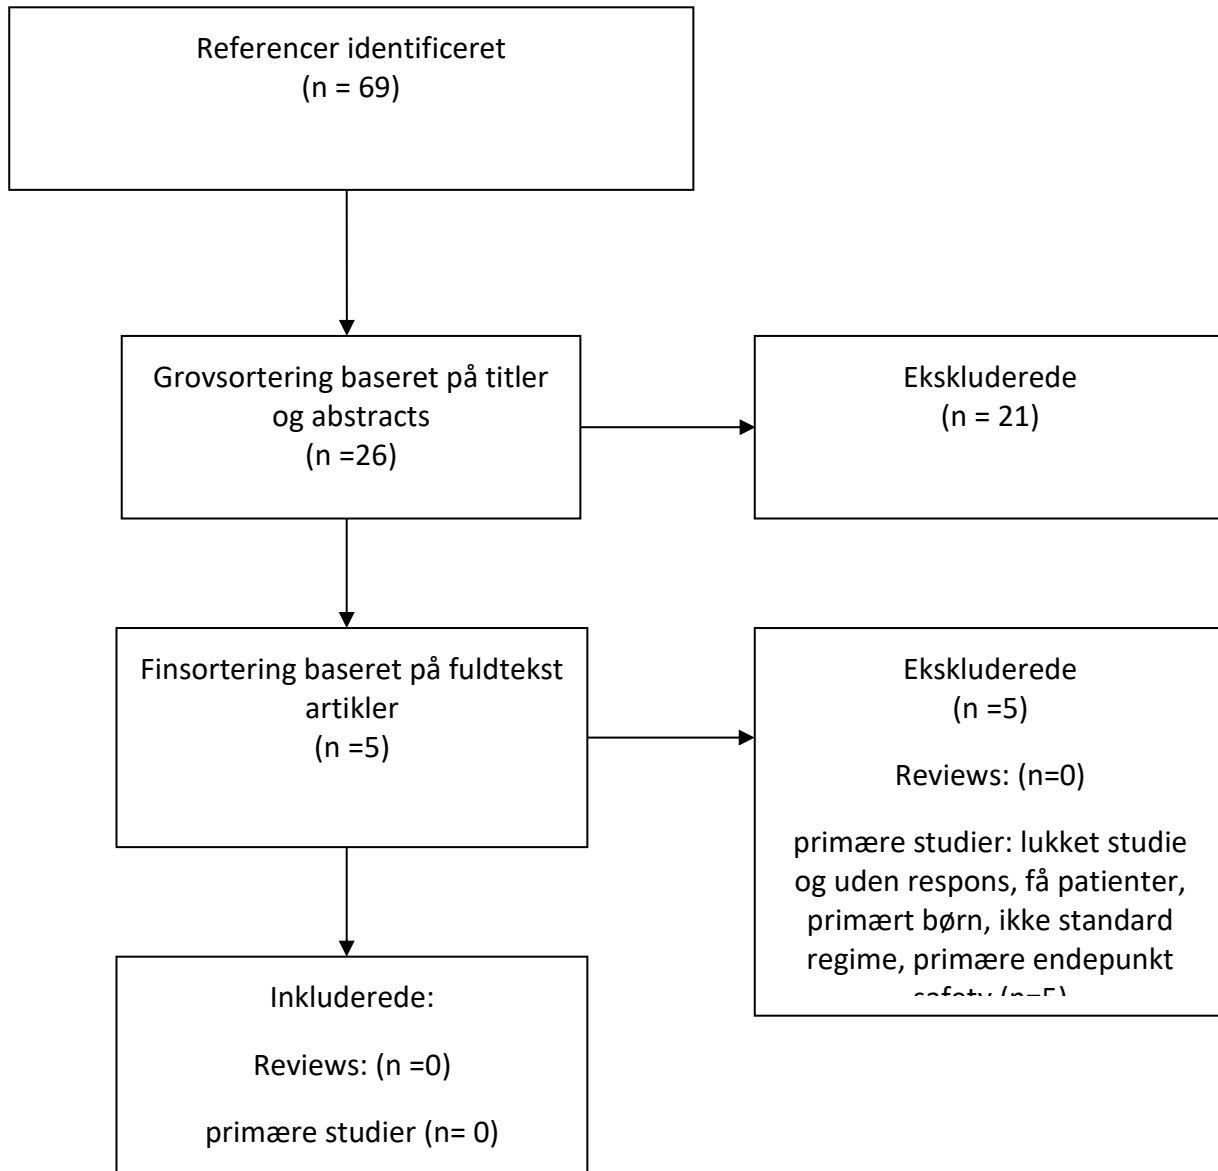 Referencer identificeret
(n = 69)
Grovsortering baseret på titler
og abstracts
(n =26)
Ekskluderede
(n = 21)
Finsortering baseret på fuldtekst
artikler
(n =5)
Ekskluderede
(n =5)
Reviews: (n=0)
primære studier: lukket studie
og uden respons, få patienter,
primært børn, ikke standard
regime, primære endepunkt
safety (n=5)
Inkluderede:
Reviews: (n =0)
primære studier (n= 0)